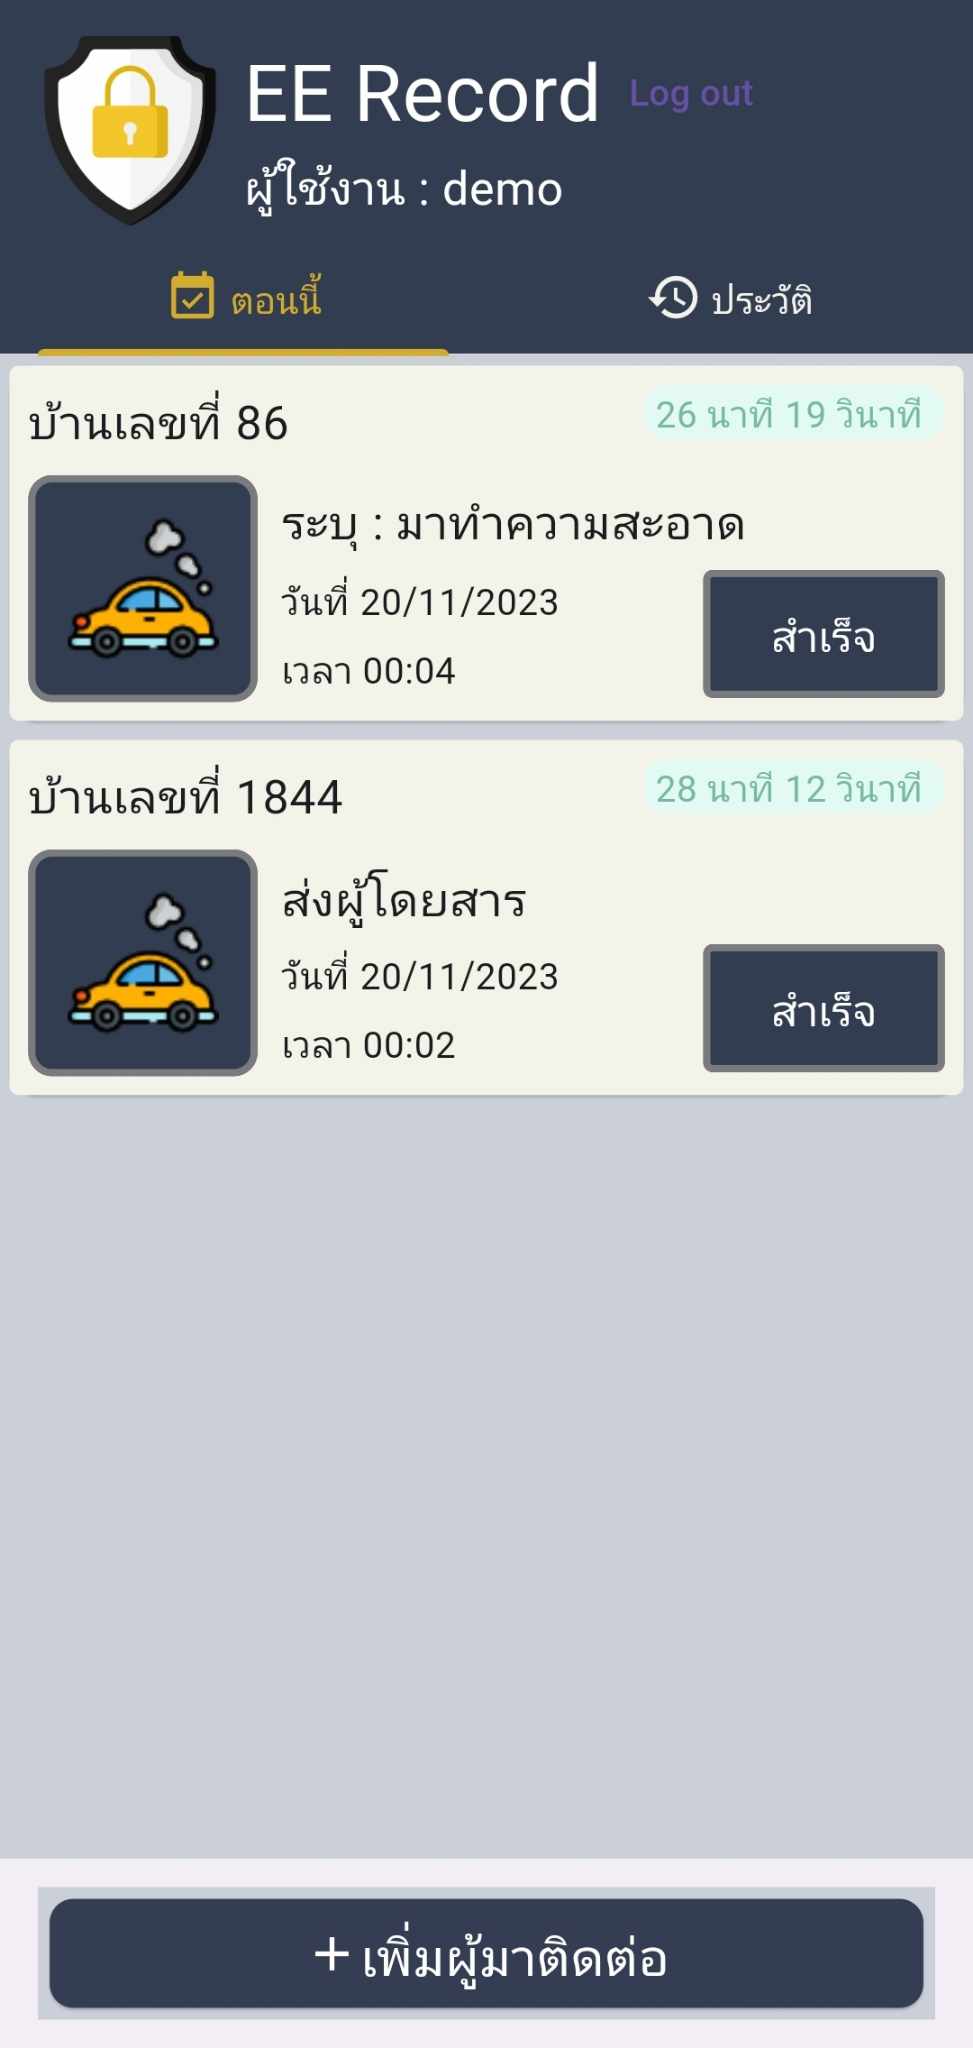 EE Record Log out
ผู้ใช้งาน : demo
ตอนนี้ ประวัติ
บ้านเลขที่ 86 26 นาที 19 วินาที
ระบุ : มาทำความสะอาด
วันที่ 20/11/2023
เวลา 00:04
สำเร็จ
บ้านเลขที่ 1844 28 นาที 12 วินาที
ส่งผู้โดยสาร
วันที่ 20/11/2023
เวลา 00:02
สำเร็จ
+ เพิ่มผู้มาติดต่อ